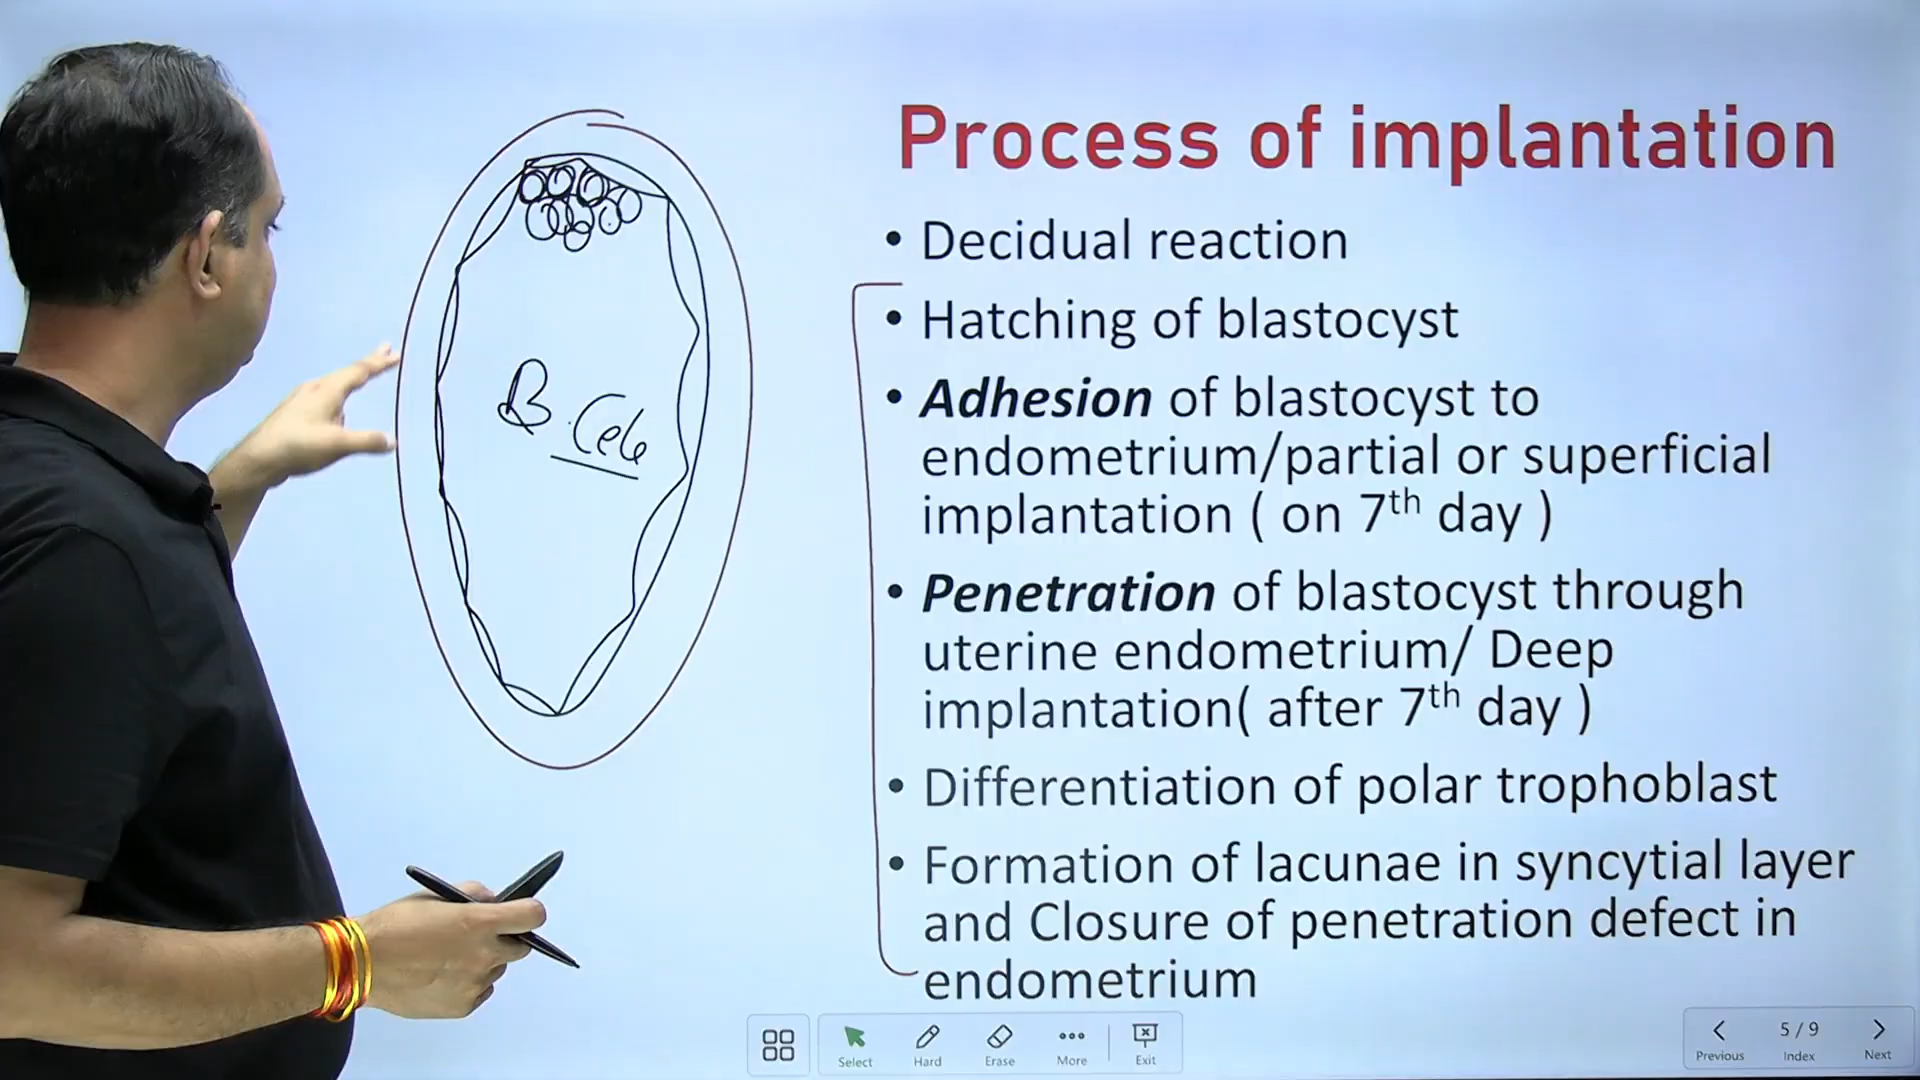 Process of implantation
• Decidual reaction
• Hatching of blastocyst
• Adhesion of blastocyst to
endometrium/partial or superficial
implantation ( on 7th day )
• Penetration of blastocyst through
uterine endometrium/ Deep
implantation( after 7th day )
• Differentiation of polar trophoblast
• Formation of lacunae in syncytial layer
and Closure of penetration defect in
endometrium
B.Cele
Select
Hard
Erase
More
Exit
5 / 9
Previous
Index
Next